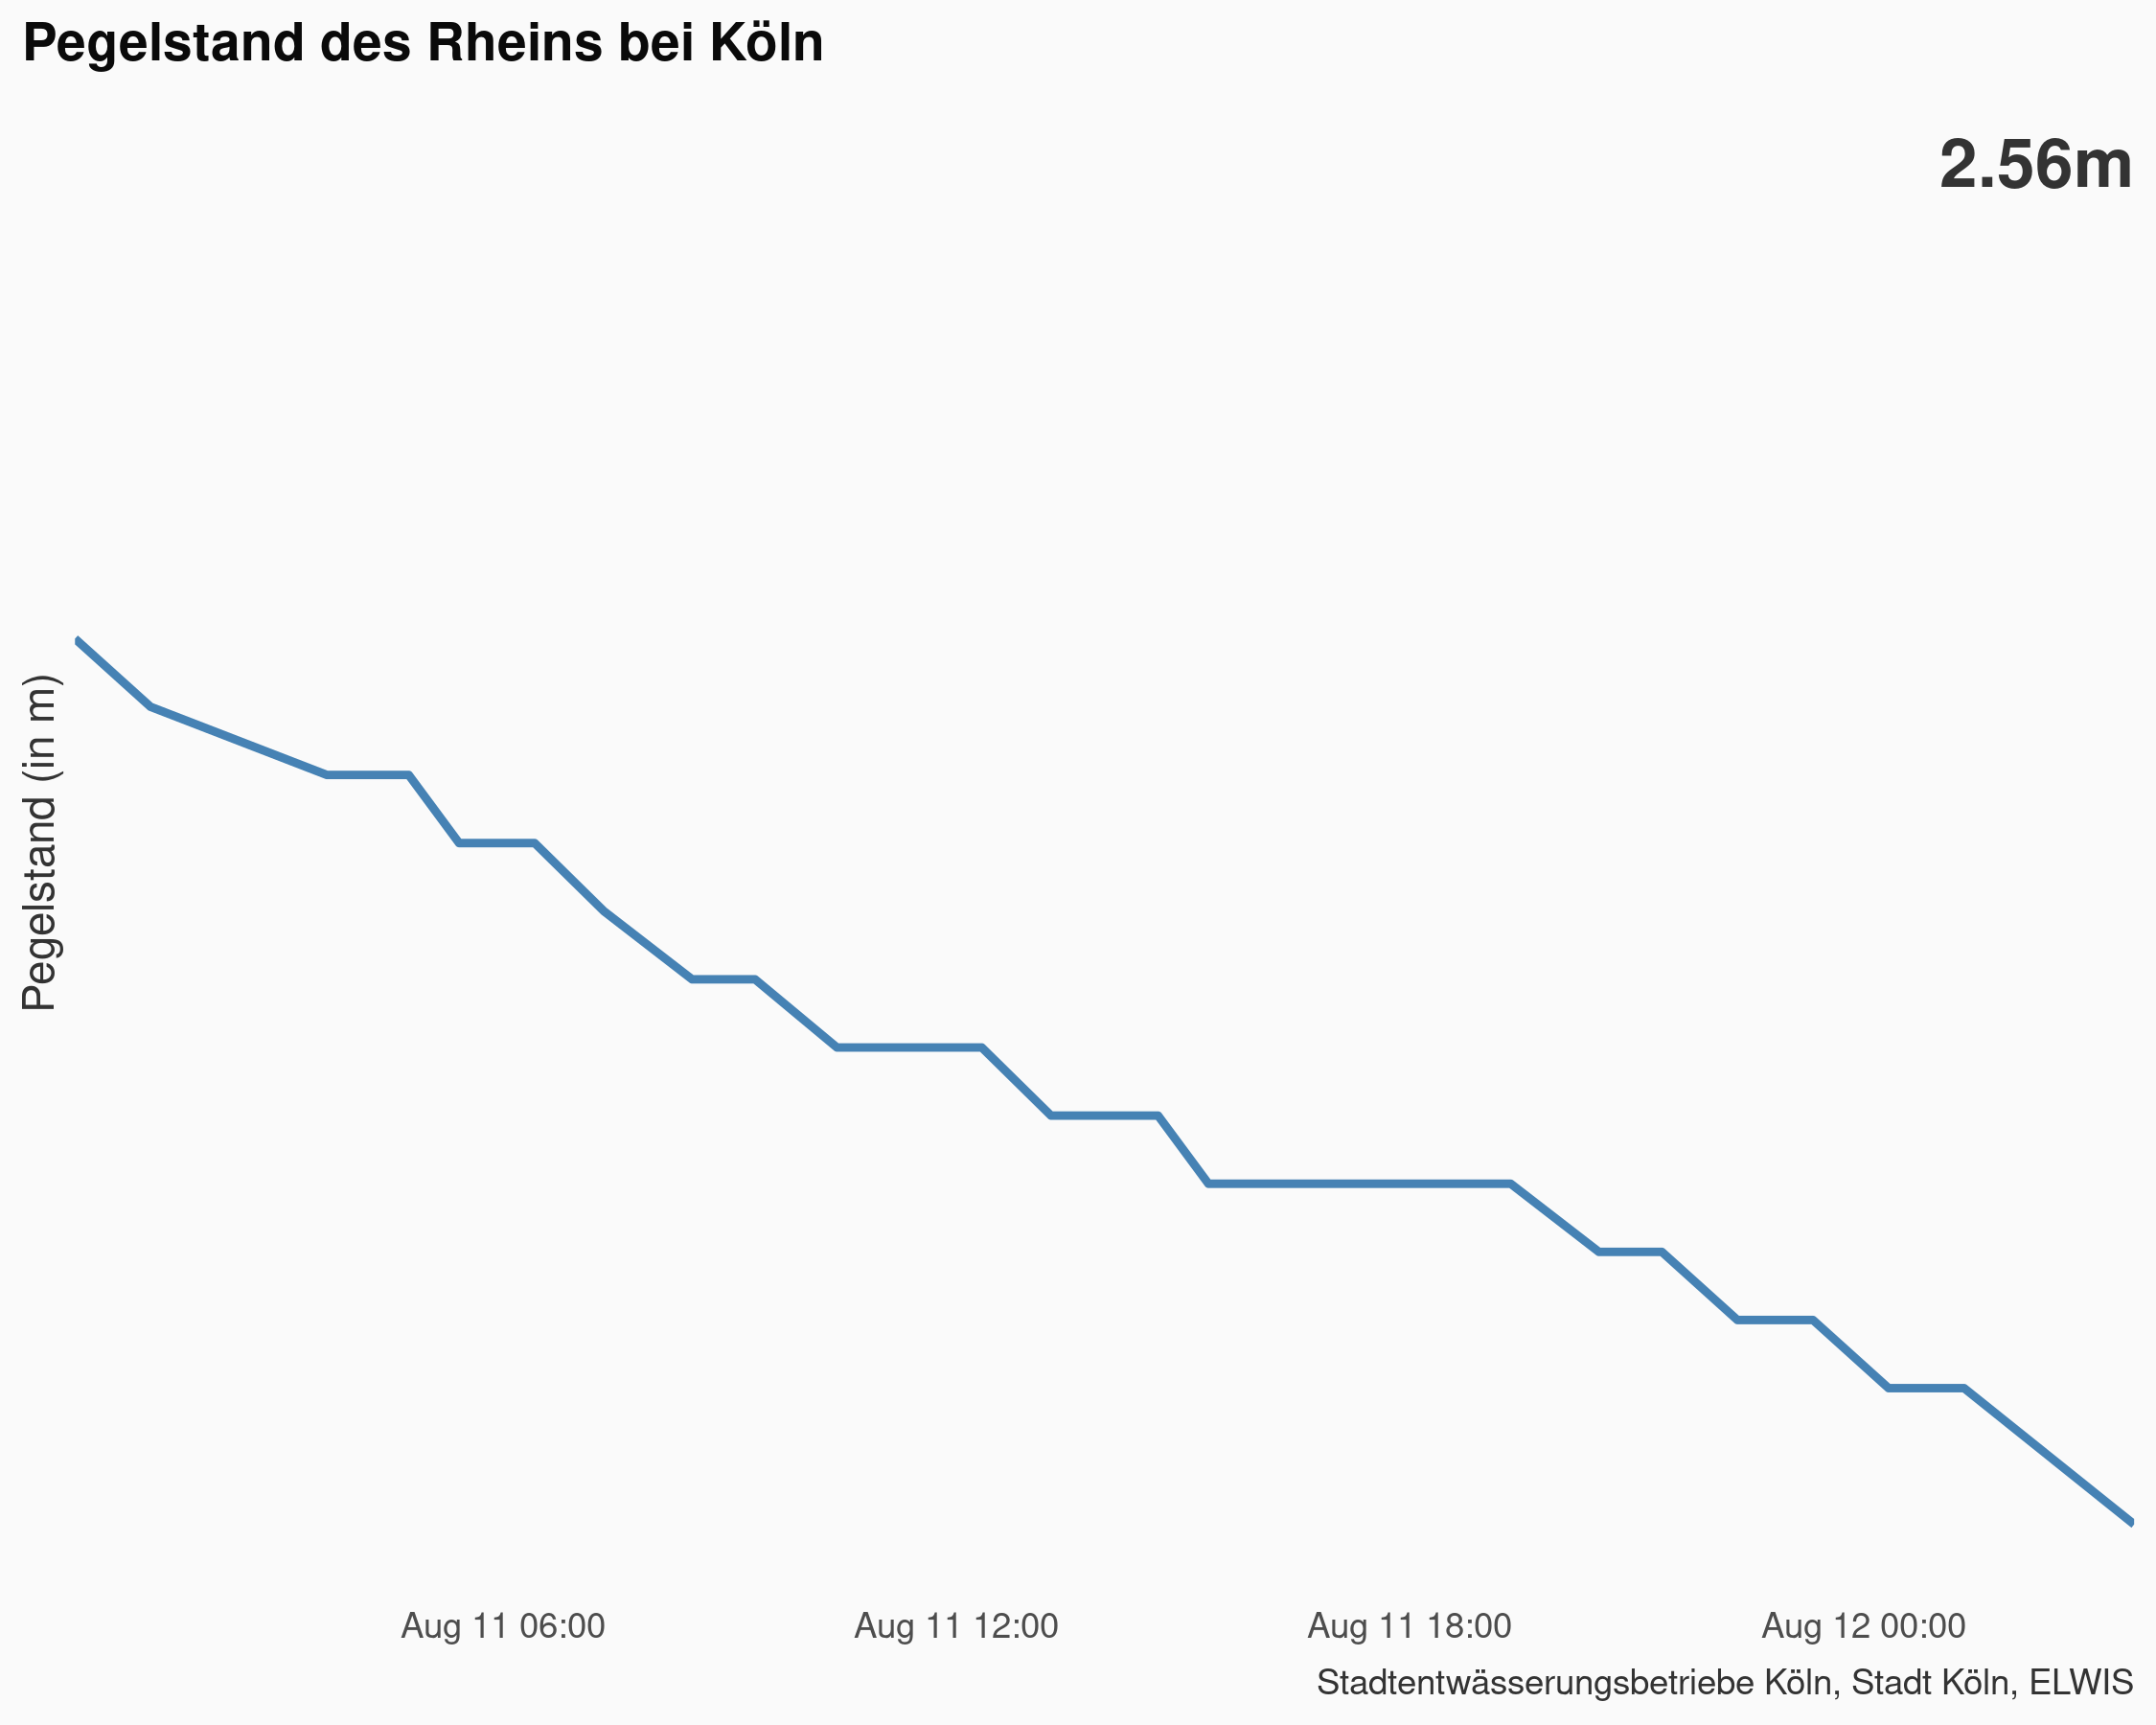 Pegelstand des Rheins bei Köln
2.56m
Pegelstand (in m)
Aug 11 06:00
Aug 11 12:00
Aug 11 18:00
Aug 12 00:00
Stadtentwässerungsbetriebe Köln, Stadt Köln, ELWIS